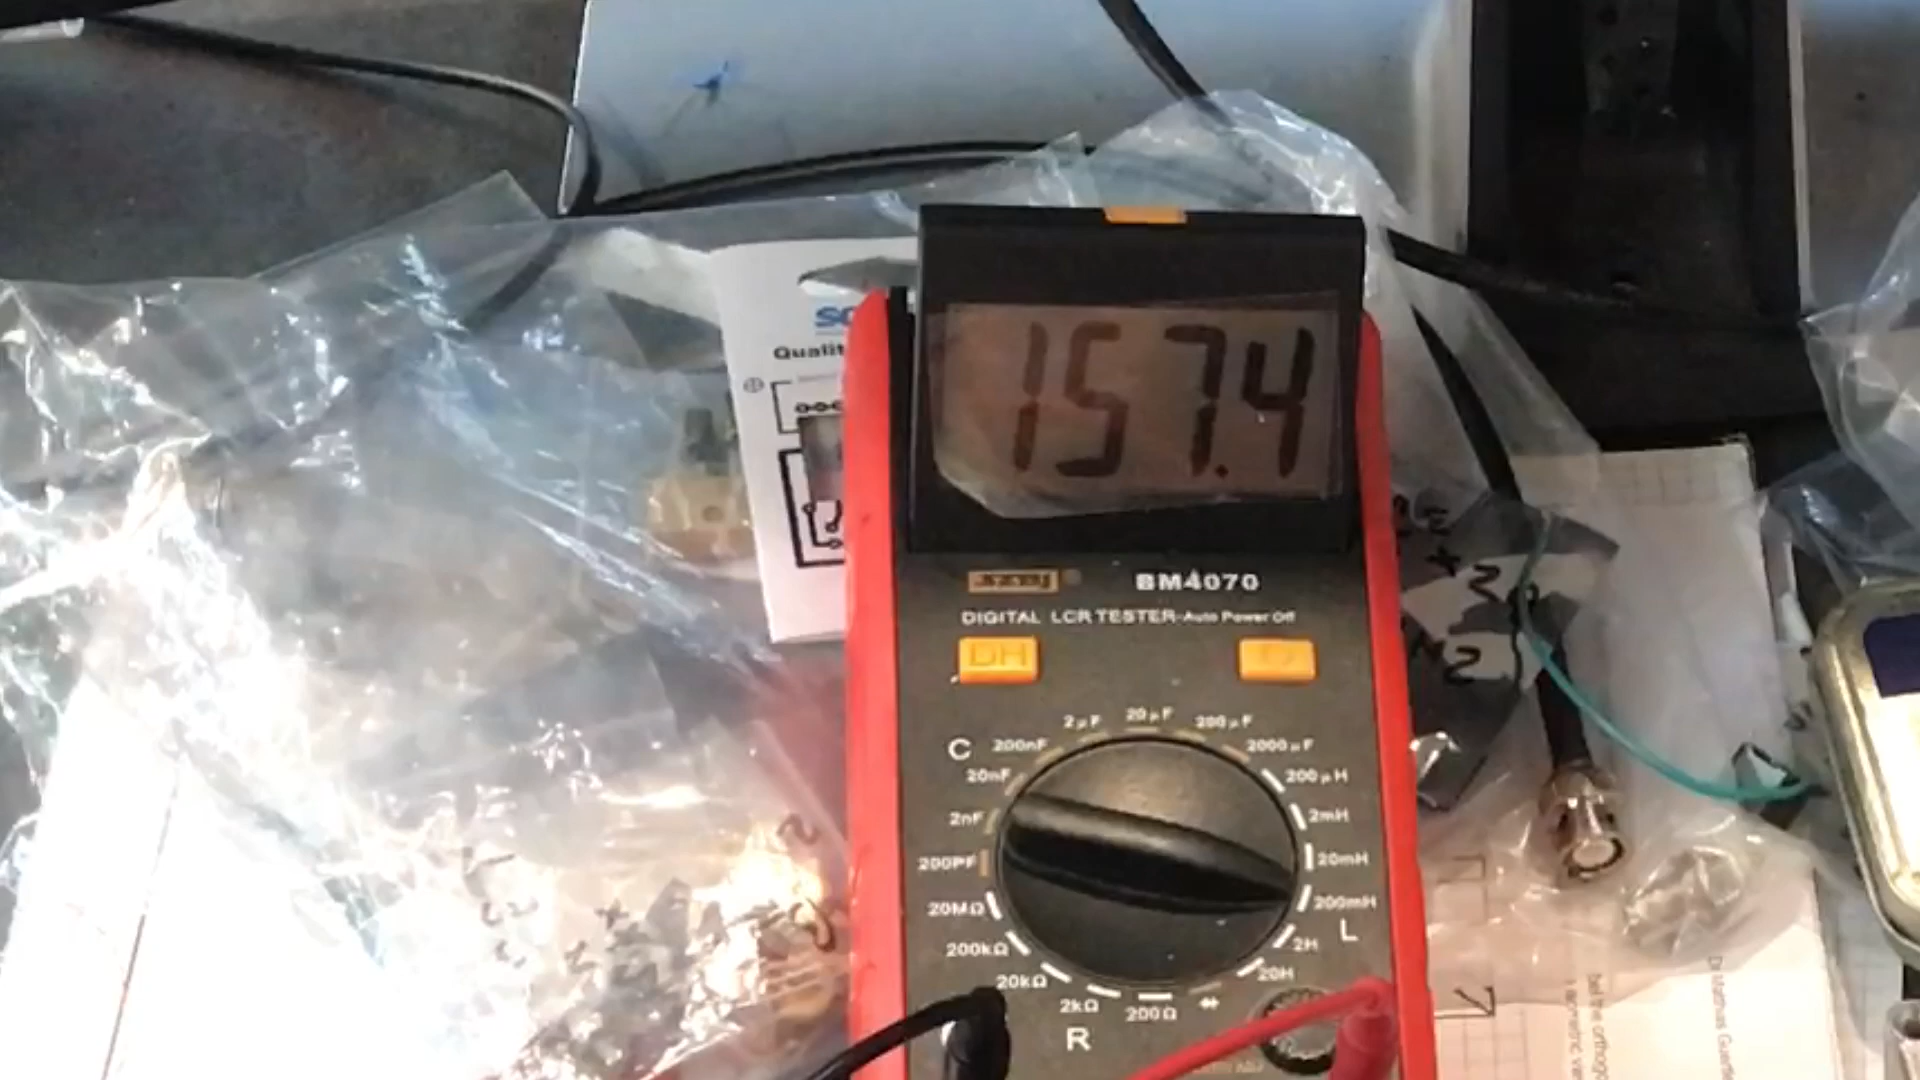 157.4
BM4070
DIGITAL LCR TESTER-Auto Power Off
DH
Qualit
C
200nF
2µF
20µF
200µF
2000µF
20nF
200µH
2nF
2mH
200PF
20mH
20MΩ
200mH
200kΩ
2H
L
20kΩ
20H
2kΩ
200Ω
R